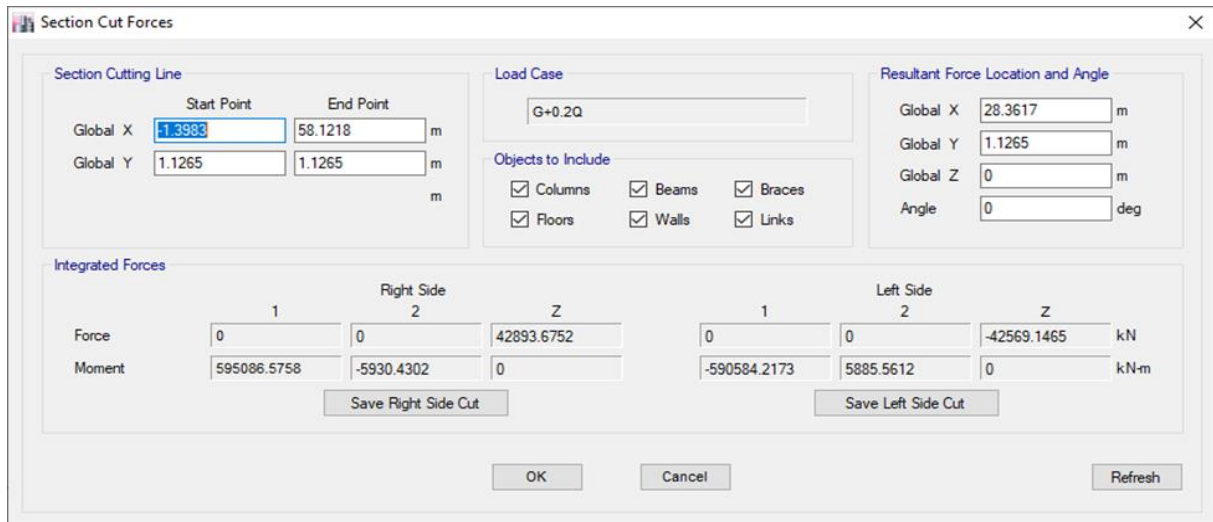 Section Cut Forces
Section Cutting Line
Start Point End Point
Global X -1.3983 58.1218 m
Global Y 1.1265 1.1265 m
m
Load Case
G+0.2Q
Objects to Include
Columns Beams Braces
Floors Walls Links
Resultant Force Location and Angle
Global X 28.3617 m
Global Y 1.1265 m
Global Z 0 m
Angle 0 deg
Integrated Forces
Right Side Left Side
1 2 Z 1 2 Z
Force 0 0 42893.6752 0 0 -42569.1465 kN
Moment 595086.5758 -5930.4302 0 -590584.2173 5885.5612 0 kN-m
Save Right Side Cut Save Left Side Cut
OK Cancel Refresh